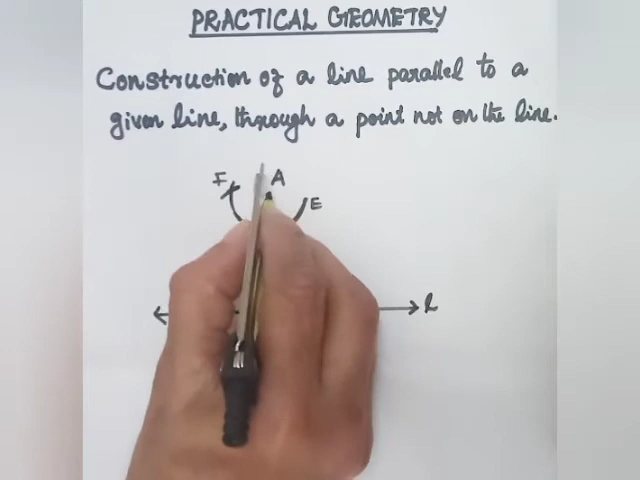 PRACTICAL GEOMETRY
Construction of a line parallel to a
given line, through a point not on the line.
F A
E
l